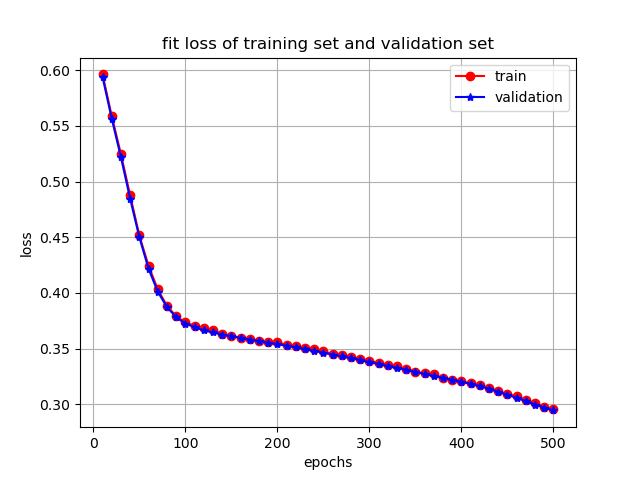 fit loss of training set and validation set
train
validation
loss
0.60
0.55
0.50
0.45
0.40
0.35
0.30
0 100 200 300 400 500
epochs